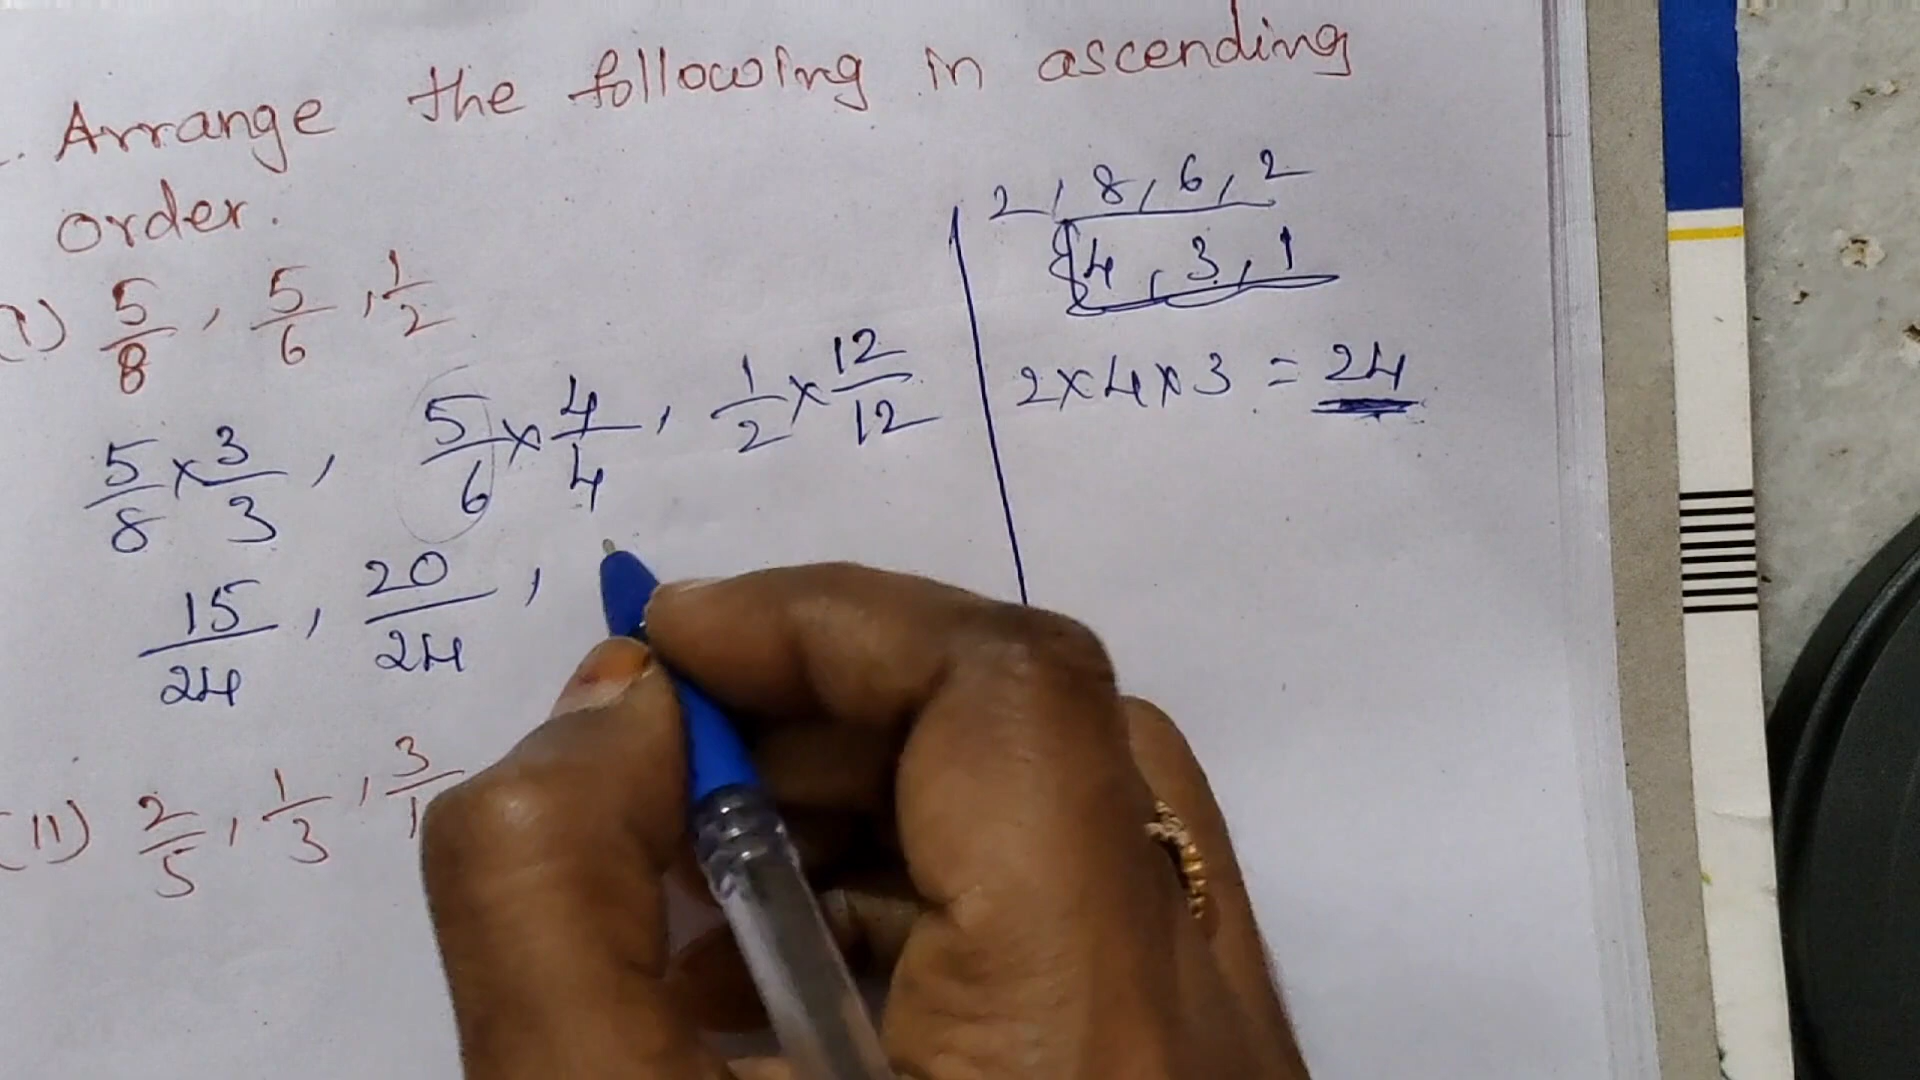 Arrange the following in ascending
order.
(I) 5/8, 5/6, 1/2
5/8 × 3/3, 5/6 × 4/4, 1/2 × 12/12
15/24, 20/24,
(II) 2/5, 1/3, 3/1
2, 8, 6, 2
4, 3, 1
2×4×3 = 24